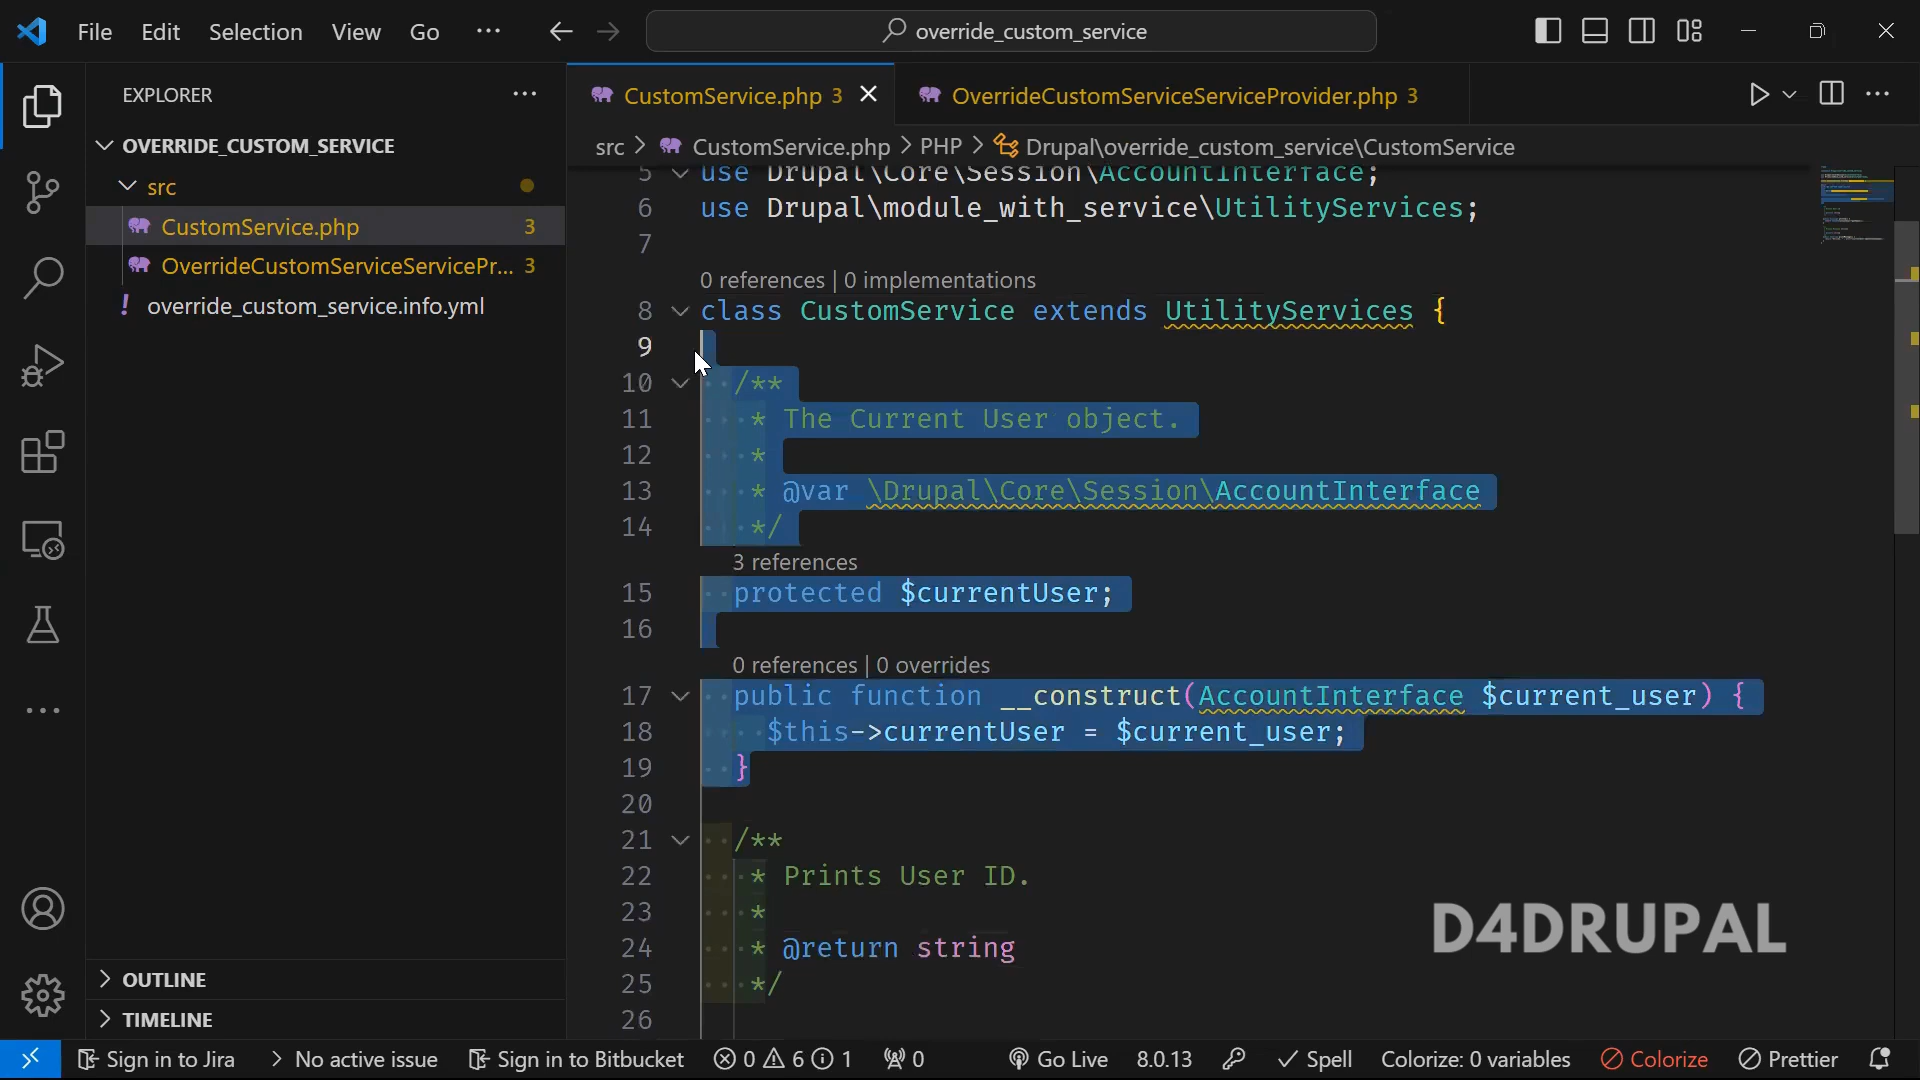 File Edit Selection View Go ···
override_custom_service
EXPLORER ···
OVERRIDE_CUSTOM_SERVICE
src
CustomService.php 3
OverrideCustomServiceServicePr... 3
! override_custom_service.info.yml
OUTLINE
TIMELINE
CustomService.php 3
OverrideCustomServiceServiceProvider.php 3
src > CustomService.php > PHP > Drupal\override_custom_service\CustomService
5 use Drupal\Core\Session\AccountInterface;
6 use Drupal\module_with_service\UtilityServices;
7
0 references | 0 implementations
8 class CustomService extends UtilityServices {
9
10 /**
11 * The Current User object.
12 *
13 * @var \Drupal\Core\Session\AccountInterface
14 */
3 references
15 protected $currentUser;
16
0 references | 0 overrides
17 public function __construct(AccountInterface $current_user) {
18 $this->currentUser = $current_user;
19 }
20
21 /**
22 * Prints User ID.
23 *
24 * @return string
25 */
26
D4DRUPAL
Sign in to Jira > No active issue Sign in to Bitbucket 0 6 1 0 Go Live 8.0.13 Spell Colorize: 0 variables Colorize Prettier